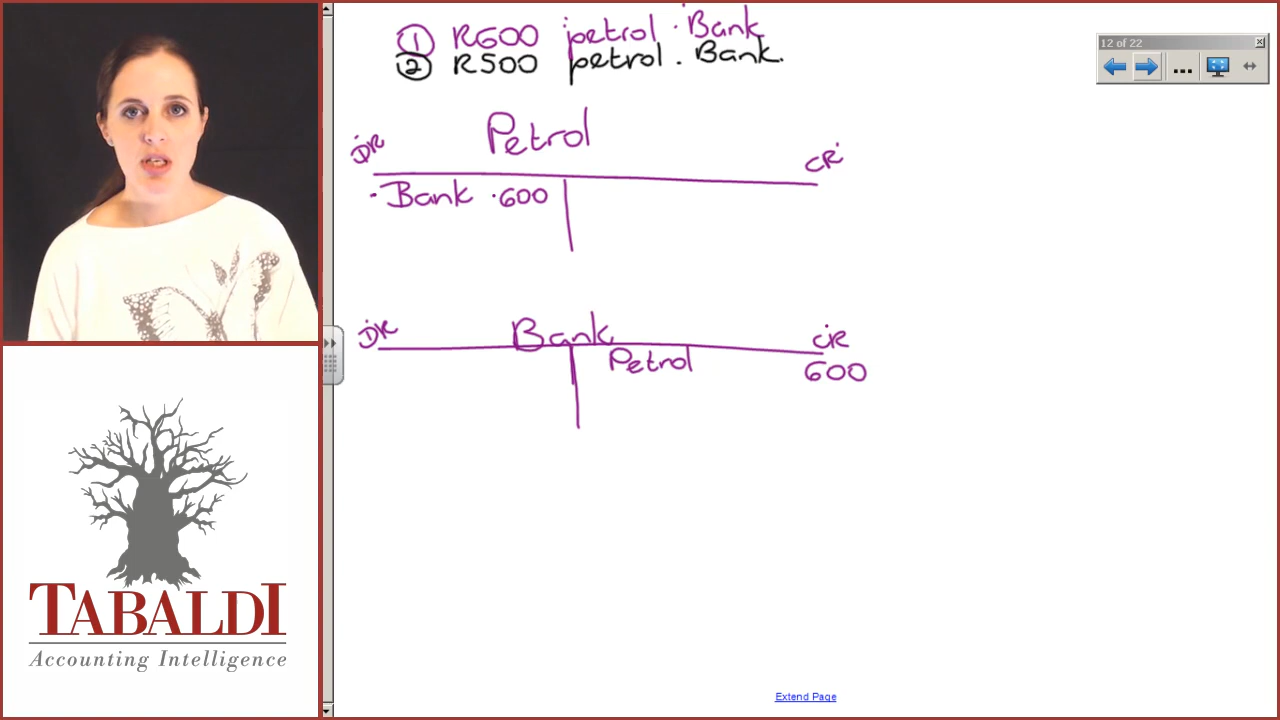 ① R600 petrol · Bank
② R500 petrol . Bank.
12 of 22
...
Petrol
DR
CR
· Bank · 600
DR
Bank
CR
Petrol
600
TABALDI
Accounting Intelligence
Extend Page